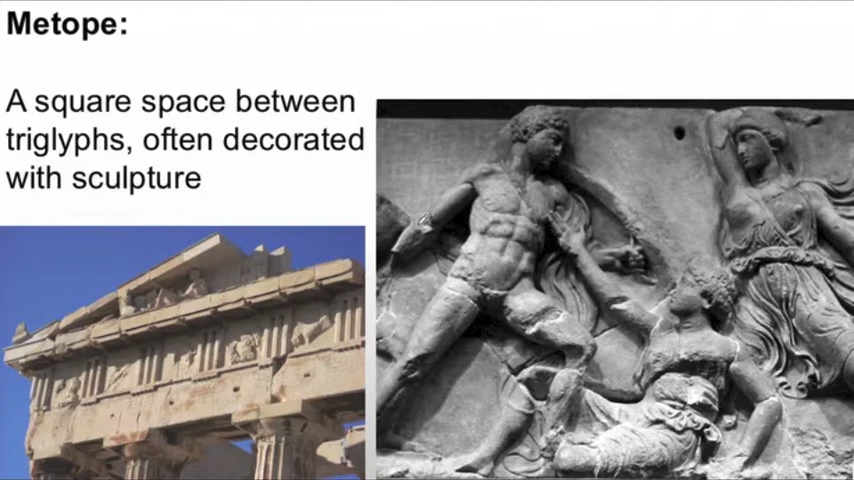 Metope:
A square space between
triglyphs, often decorated
with sculpture